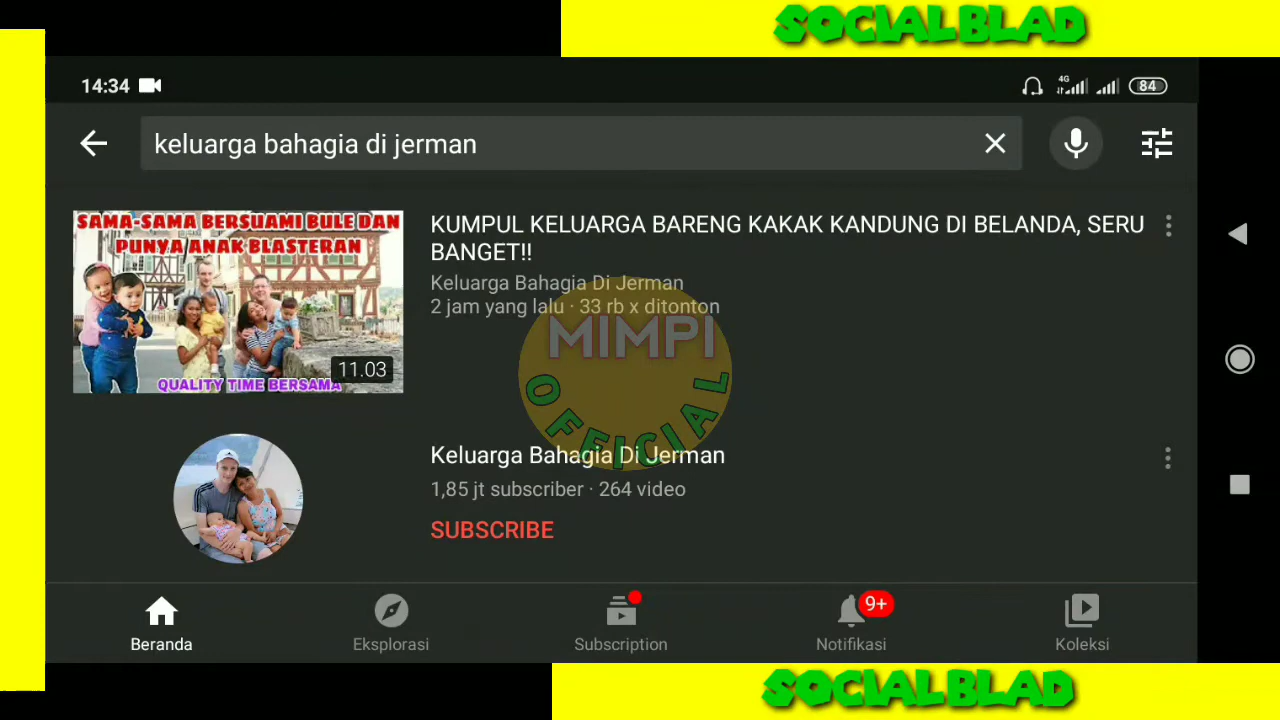 SOCIALBLAD
14:34
4G
84
keluarga bahagia di jerman
SAMA-SAMA BERSUAMI BULE DAN
PUNYA ANAK BLASTERAN
QUALITY TIME BERSAMA
11.03
KUMPUL KELUARGA BARENG KAKAK KANDUNG DI BELANDA, SERU
BANGET!!
Keluarga Bahagia Di Jerman
2 jam yang lalu · 33 rb x ditonton
MIMPI
OFFICIAL
Keluarga Bahagia Di Jerman
1,85 jt subscriber · 264 video
SUBSCRIBE
9+
Beranda
Eksplorasi
Subscription
Notifikasi
Koleksi
SOCIALBLAD